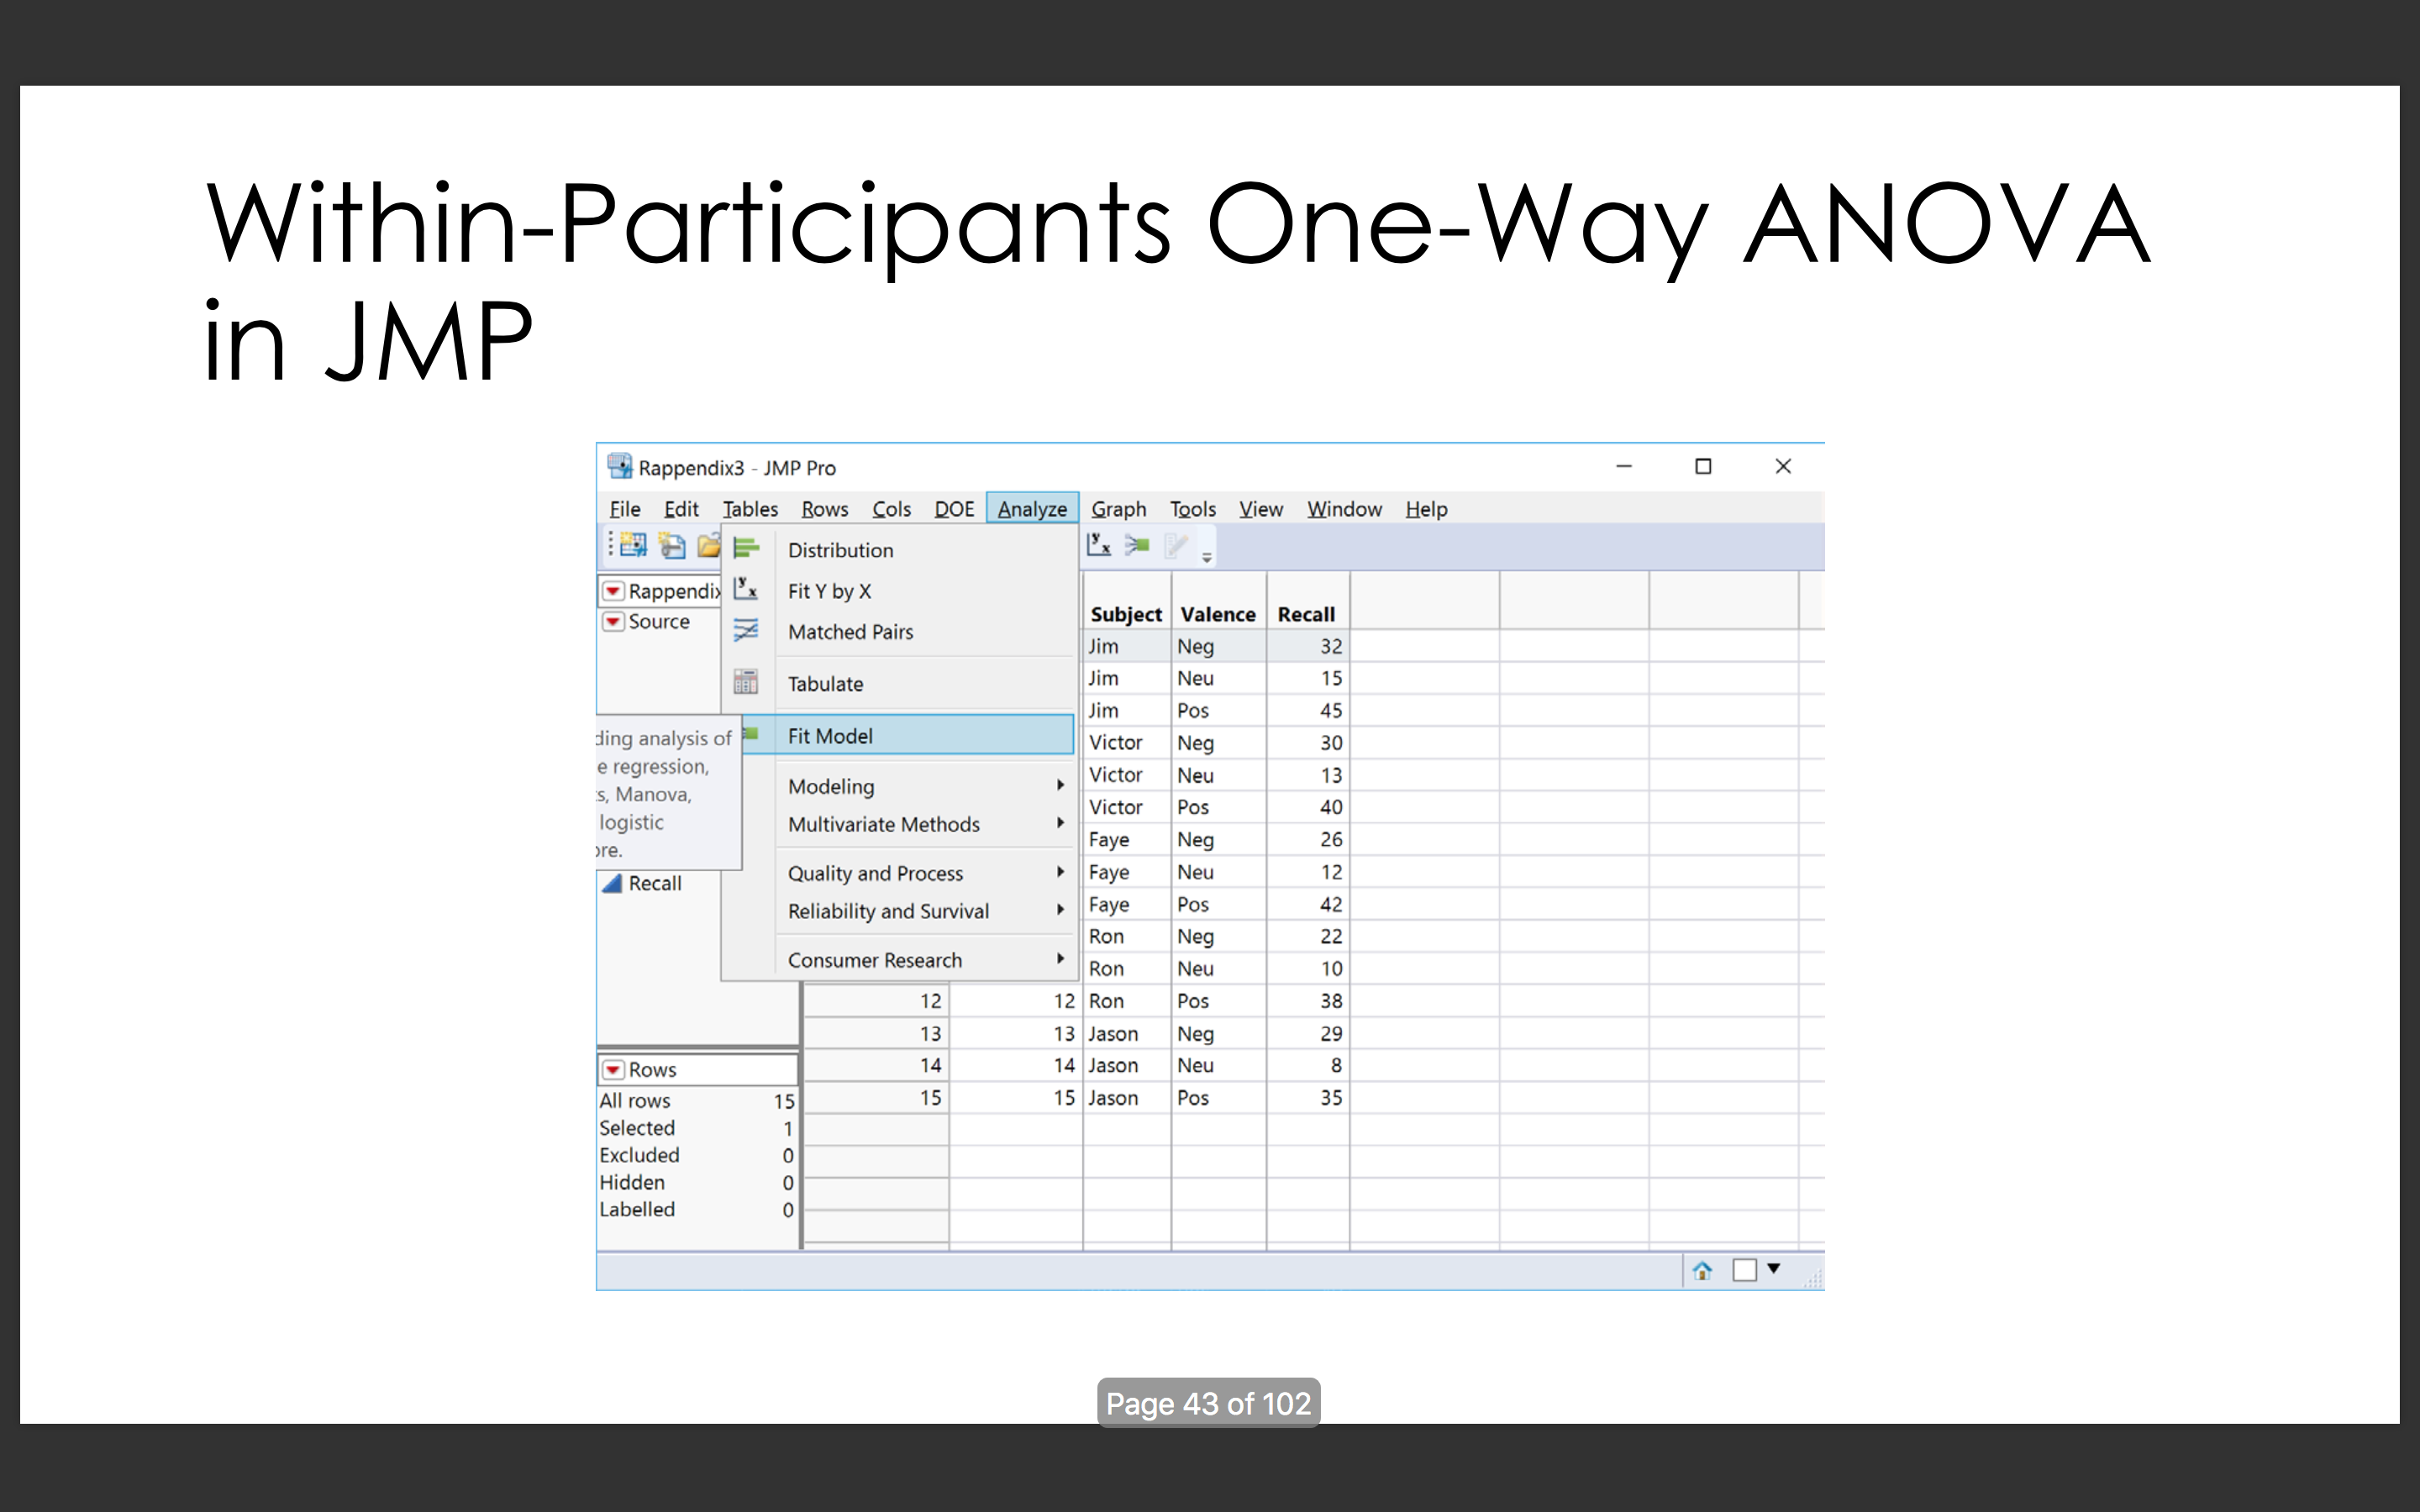 Within-Participants One-Way ANOVA
in JMP
Rappendix3 - JMP Pro
File Edit Tables Rows Cols DOE Analyze Graph Tools View Window Help
Distribution
Fit Y by X
Matched Pairs
Tabulate
Fit Model
Modeling
Multivariate Methods
Quality and Process
Reliability and Survival
Consumer Research
Source
analysis of
regression,
Manova,
logistic
Recall
Subject Valence Recall
Jim Neg 32
Jim Neu 15
Jim Pos 45
Victor Neg 30
Victor Neu 13
Victor Pos 40
Faye Neg 26
Faye Neu 12
Faye Pos 42
Ron Neg 22
Ron Neu 10
12 12 Ron Pos 38
13 13 Jason Neg 29
14 14 Jason Neu 8
15 15 Jason Pos 35
Rows
All rows 15
Selected 1
Excluded 0
Hidden 0
Labelled 0
Page 43 of 102